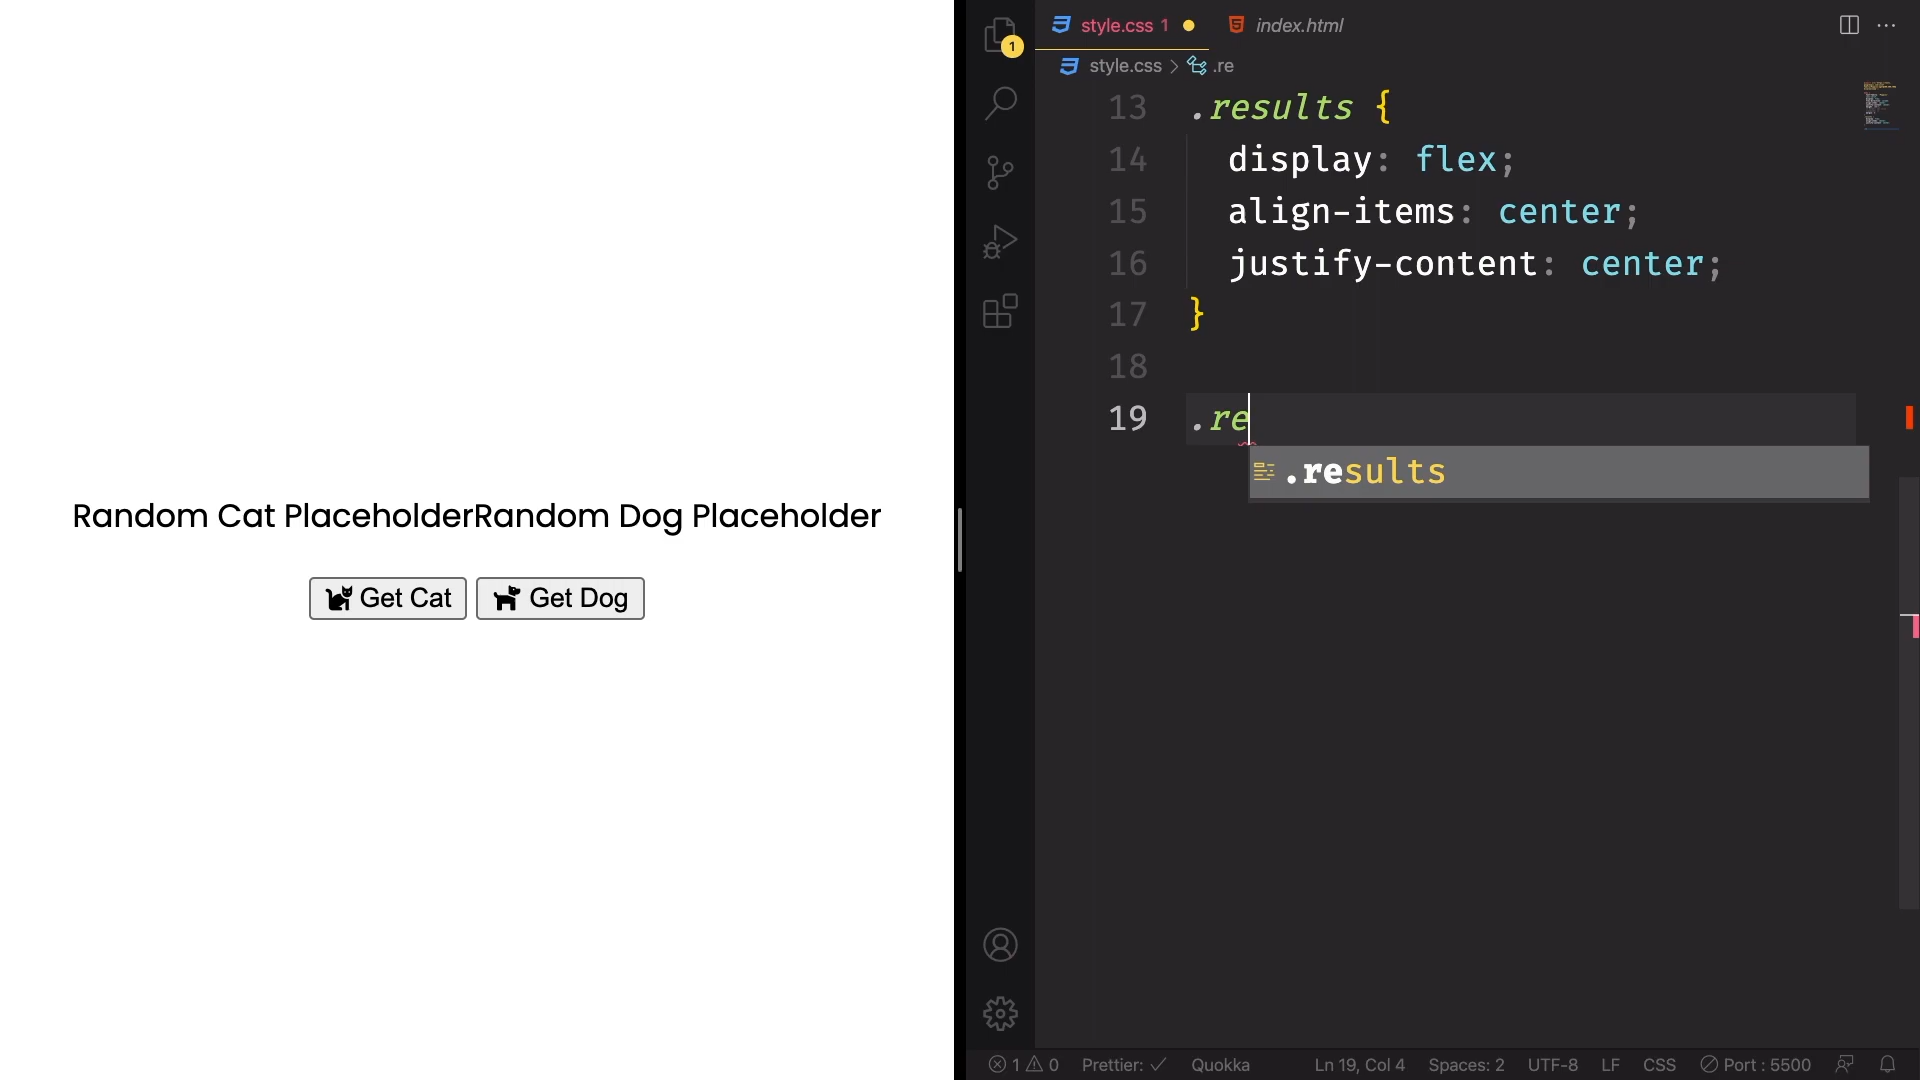 Random Cat PlaceholderRandom Dog Placeholder
Get Cat
Get Dog
1
style.css 1
index.html
style.css > .re
13 .results {
14 display: flex;
15 align-items: center;
16 justify-content: center;
17 }
18
19 .re
.results
1 0 Prettier: ✓ Quokka Ln 19, Col 4 Spaces: 2 UTF-8 LF CSS Port : 5500